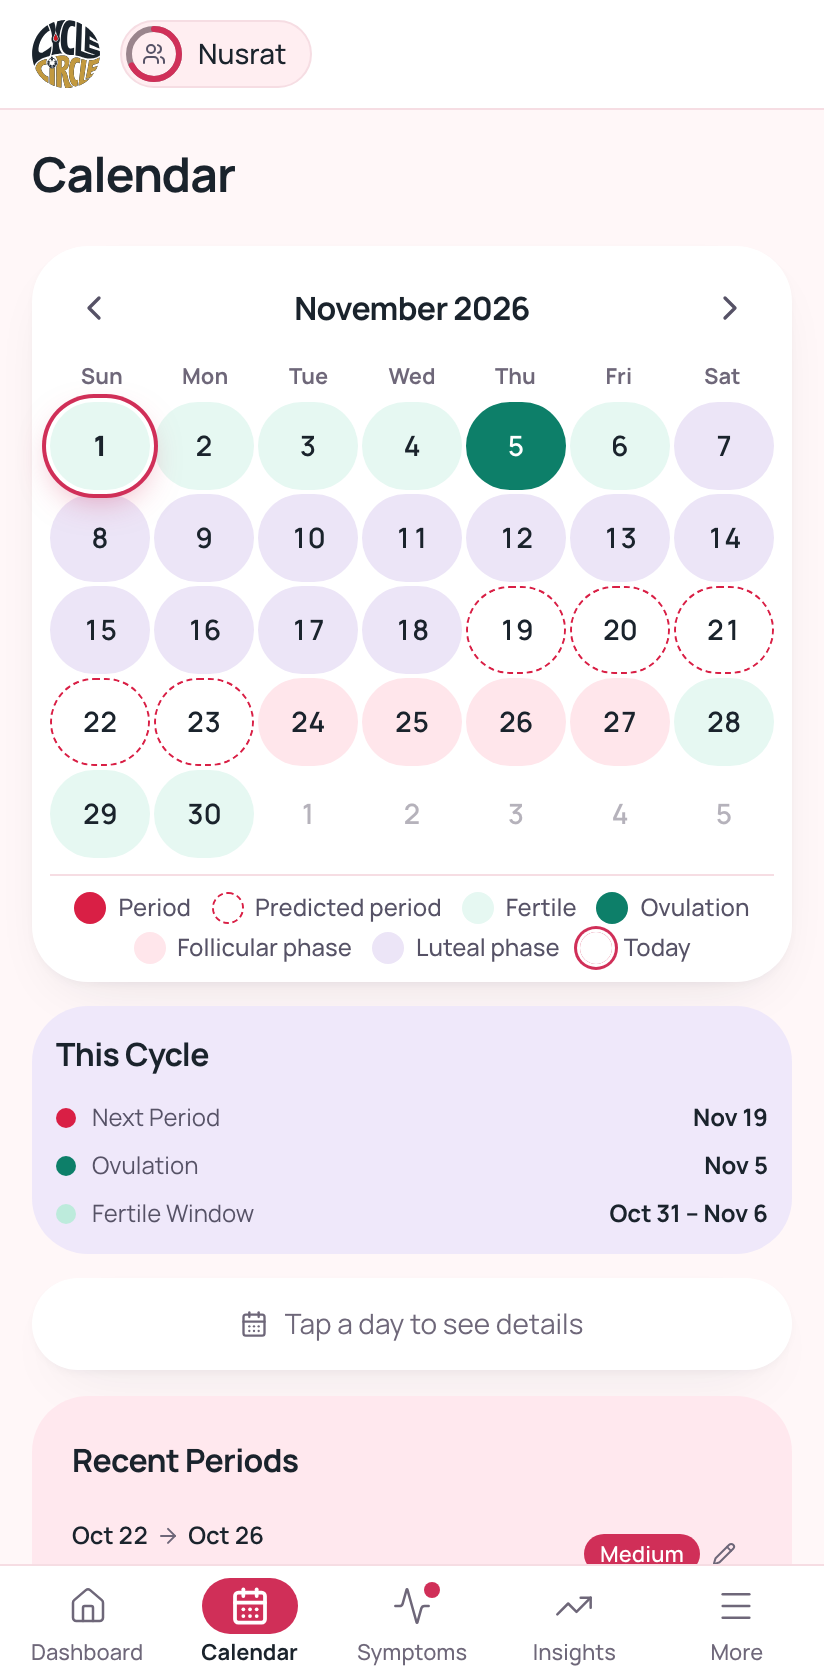 CYCLE
CIRCLE
Nusrat
Calendar
November 2026
Sun Mon Tue Wed Thu Fri Sat
1 2 3 4 5 6 7
8 9 10 11 12 13 14
15 16 17 18 19 20 21
22 23 24 25 26 27 28
29 30 1 2 3 4 5
Period Predicted period Fertile Ovulation
Follicular phase Luteal phase Today
This Cycle
Next Period Nov 19
Ovulation Nov 5
Fertile Window Oct 31 – Nov 6
Tap a day to see details
Recent Periods
Oct 22 → Oct 26
Medium
Dashboard Calendar Symptoms Insights More